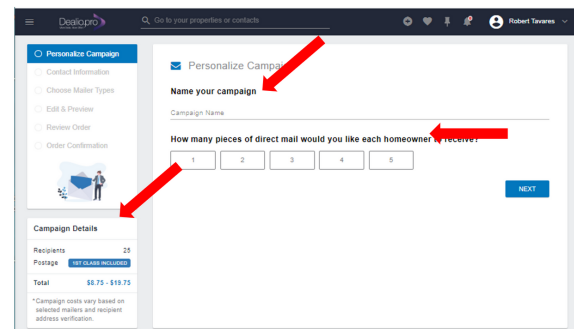 Dealio.pro
Go to your properties or contacts
Robert Tavares
Personalize Campaign
Contact Information
Choose Mailer Types
Edit & Preview
Review Order
Order Confirmation
Personalize Campaign
Name your campaign
Campaign Name
How many pieces of direct mail would you like each homeowner to receive?
1 2 3 4 5
NEXT
Campaign Details
Recipients 25
Postage 1ST CLASS INCLUDED
Total $8.75 - $19.75
*Campaign costs vary based on
selected mailers and recipient
address verification.